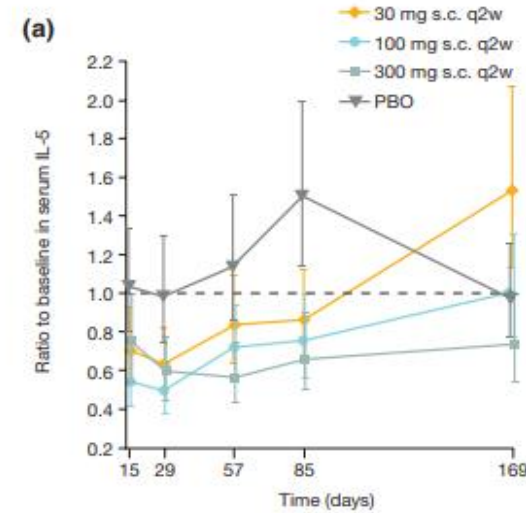 (a)
30 mg s.c. q2w
100 mg s.c. q2w
300 mg s.c. q2w
PBO
Ratio to baseline in serum IL-5
2.2
2.0
1.8
1.6
1.4
1.2
1.0
0.8
0.6
0.4
0.2
15 29 57 85 169
Time (days)